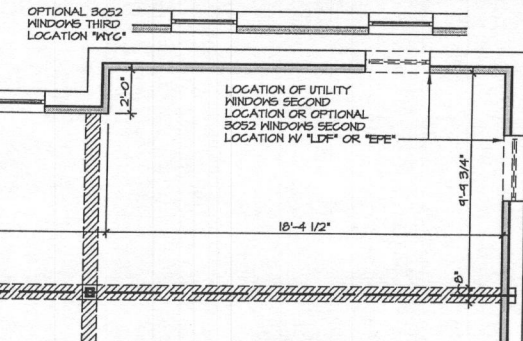 OPTIONAL 3052
WINDOWS THIRD
LOCATION "WYC"
2'-0"
LOCATION OF UTILITY
WINDOWS SECOND
LOCATION OR OPTIONAL
3052 WINDOWS SECOND
LOCATION W/ "LDF" OR "EPE"
9'-9 3/4"
18'-4 1/2"